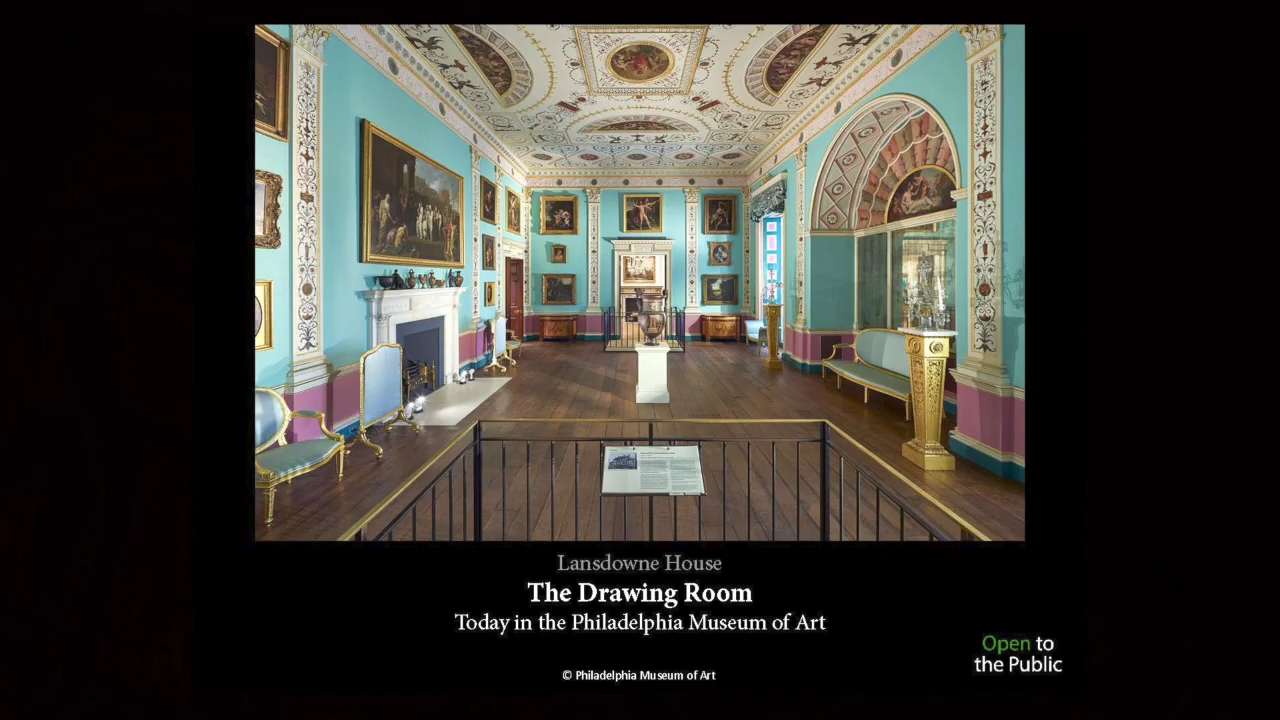 Lansdowne House
The Drawing Room
Today in the Philadelphia Museum of Art
Open to
the Public
© Philadelphia Museum of Art